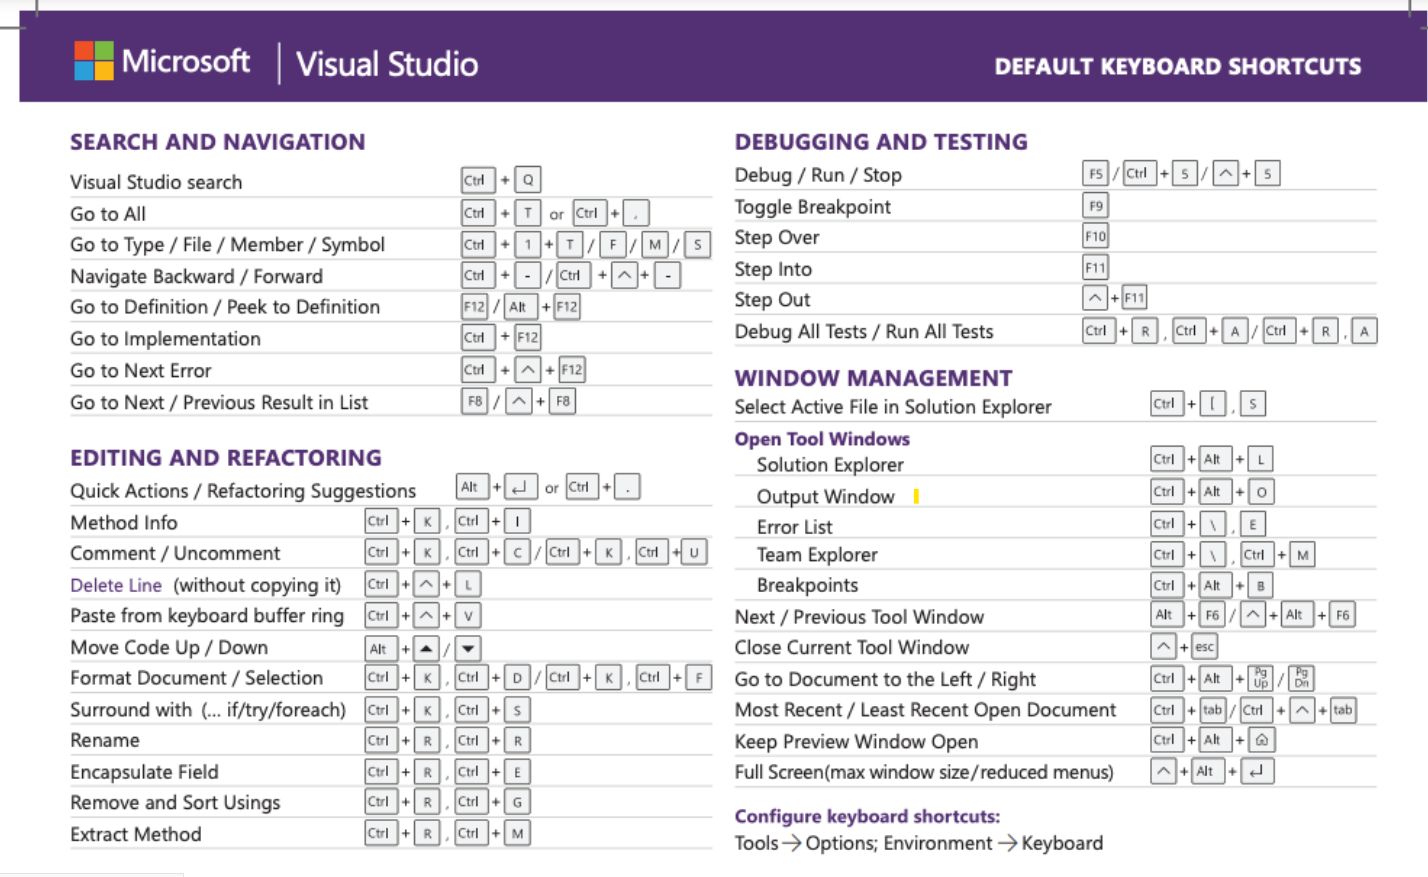 Microsoft | Visual Studio
DEFAULT KEYBOARD SHORTCUTS
SEARCH AND NAVIGATION
Visual Studio search Ctrl + Q
Go to All Ctrl + T or Ctrl + ,
Go to Type / File / Member / Symbol Ctrl + 1 + T / F / M / S
Navigate Backward / Forward Ctrl + - / Ctrl + ^ + -
Go to Definition / Peek to Definition F12 / Alt + F12
Go to Implementation Ctrl + F12
Go to Next Error Ctrl + ^ + F12
Go to Next / Previous Result in List F8 / ^ + F8
EDITING AND REFACTORING
Quick Actions / Refactoring Suggestions Alt + ↵ or Ctrl + .
Method Info Ctrl + K , Ctrl + I
Comment / Uncomment Ctrl + K , Ctrl + C / Ctrl + K , Ctrl + U
Delete Line (without copying it) Ctrl + ^ + L
Paste from keyboard buffer ring Ctrl + ^ + V
Move Code Up / Down Alt + ▲ / ▼
Format Document / Selection Ctrl + K , Ctrl + D / Ctrl + K , Ctrl + F
Surround with (... if/try/foreach) Ctrl + K , Ctrl + S
Rename Ctrl + R , Ctrl + R
Encapsulate Field Ctrl + R , Ctrl + E
Remove and Sort Usings Ctrl + R , Ctrl + G
Extract Method Ctrl + R , Ctrl + M
DEBUGGING AND TESTING
Debug / Run / Stop F5 / Ctrl + 5 / ^ + 5
Toggle Breakpoint F9
Step Over F10
Step Into F11
Step Out ^ + F11
Debug All Tests / Run All Tests Ctrl + R , Ctrl + A / Ctrl + R , A
WINDOW MANAGEMENT
Select Active File in Solution Explorer Ctrl + [ , S
Open Tool Windows
Solution Explorer Ctrl + Alt + L
Output Window Ctrl + Alt + O
Error List Ctrl + \ , E
Team Explorer Ctrl + \ , Ctrl + M
Breakpoints Ctrl + Alt + B
Next / Previous Tool Window Alt + F6 / ^ + Alt + F6
Close Current Tool Window ^ + esc
Go to Document to the Left / Right Ctrl + Alt + Pg Up / Pg Dn
Most Recent / Least Recent Open Document Ctrl + tab / Ctrl + ^ + tab
Keep Preview Window Open Ctrl + Alt + ⌂
Full Screen(max window size/reduced menus) ^ + Alt + ↵
Configure keyboard shortcuts:
Tools → Options; Environment → Keyboard